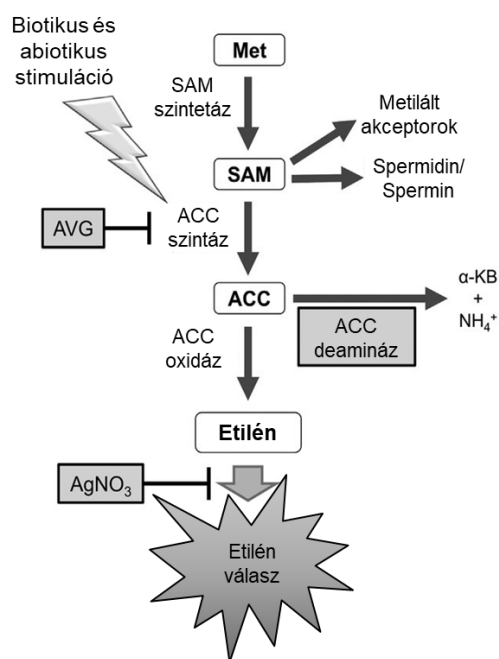 Biotikus és
abiotikus
stimuláció
Met
SAM
szintetáz
Metilált
akceptorok
SAM
Spermidin/
Spermin
AVG
ACC
szintáz
ACC
α-KB
+
NH₄⁺
ACC
deamináz
ACC
oxidáz
Etilén
AgNO₃
Etilén
válasz